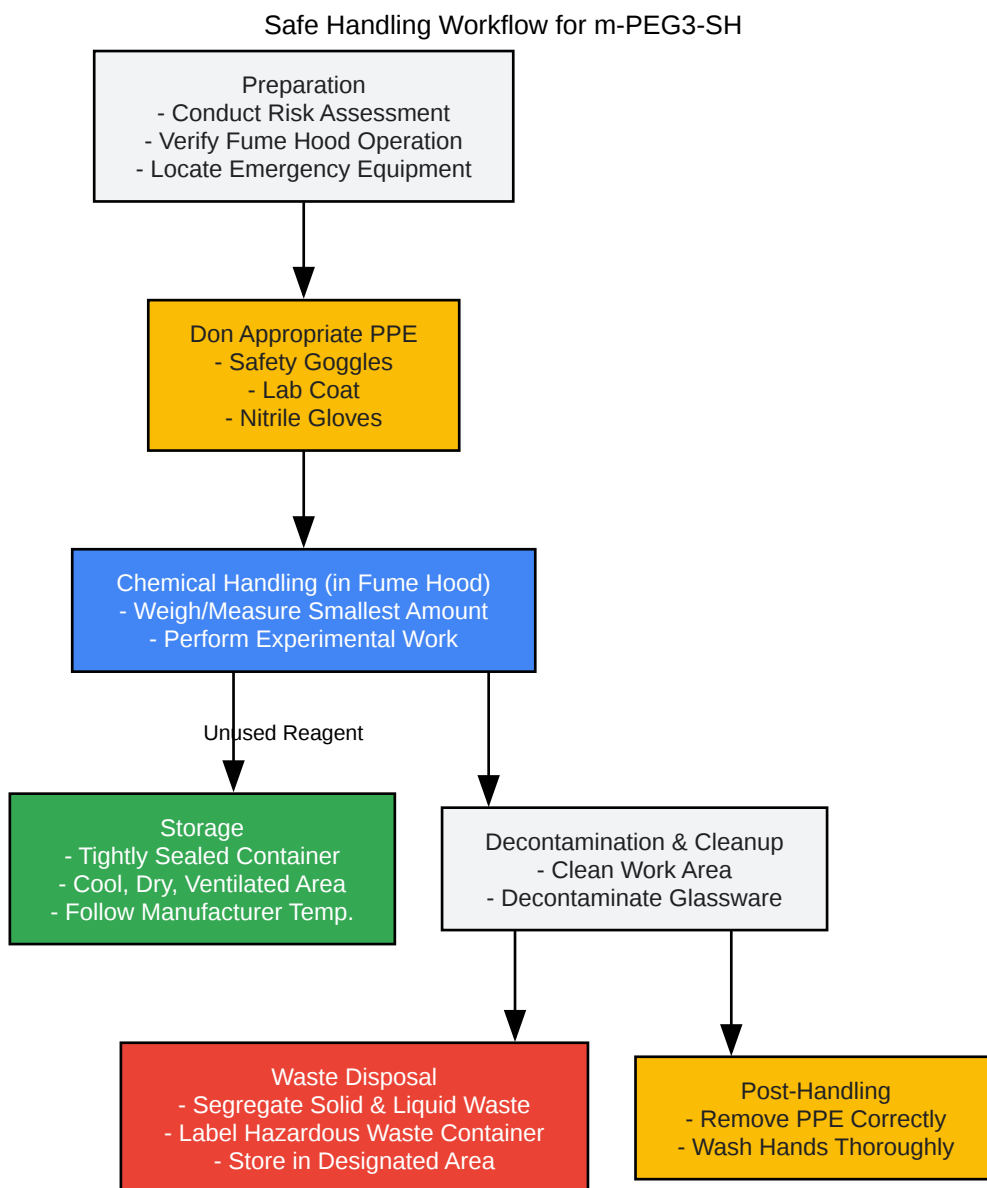 Safe Handling Workflow for m-PEG3-SH
Preparation
- Conduct Risk Assessment
- Verify Fume Hood Operation
- Locate Emergency Equipment
Don Appropriate PPE
- Safety Goggles
- Lab Coat
- Nitrile Gloves
Chemical Handling (in Fume Hood)
- Weigh/Measure Smallest Amount
- Perform Experimental Work
Unused Reagent
Storage
- Tightly Sealed Container
- Cool, Dry, Ventilated Area
- Follow Manufacturer Temp.
Decontamination & Cleanup
- Clean Work Area
- Decontaminate Glassware
Waste Disposal
- Segregate Solid & Liquid Waste
- Label Hazardous Waste Container
- Store in Designated Area
Post-Handling
- Remove PPE Correctly
- Wash Hands Thoroughly